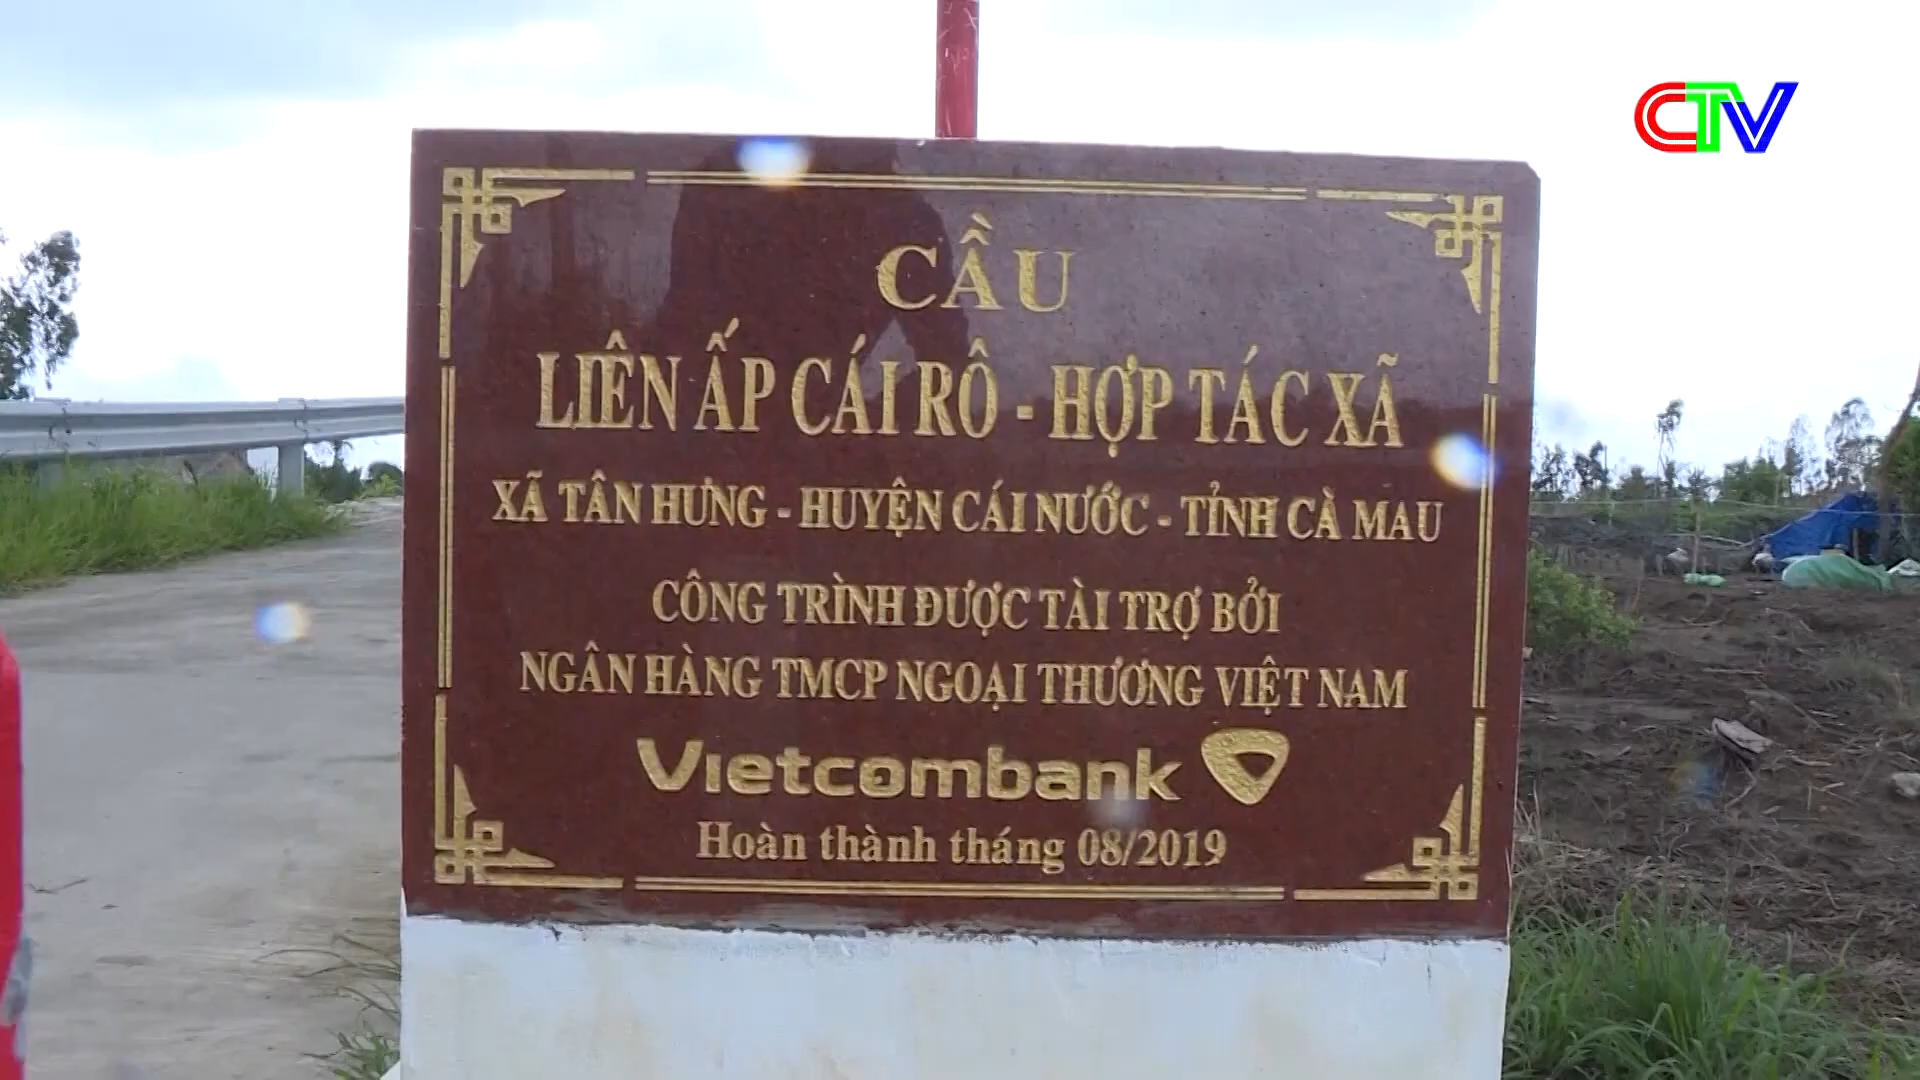 CTV
CẦU
LIÊN ẤP CÁI RÔ - HỢP TÁC XÃ
XÃ TÂN HƯNG - HUYỆN CÁI NƯỚC - TỈNH CÀ MAU
CÔNG TRÌNH ĐƯỢC TÀI TRỢ BỞI
NGÂN HÀNG TMCP NGOẠI THƯƠNG VIỆT NAM
Vietcombank
Hoàn thành tháng 08/2019